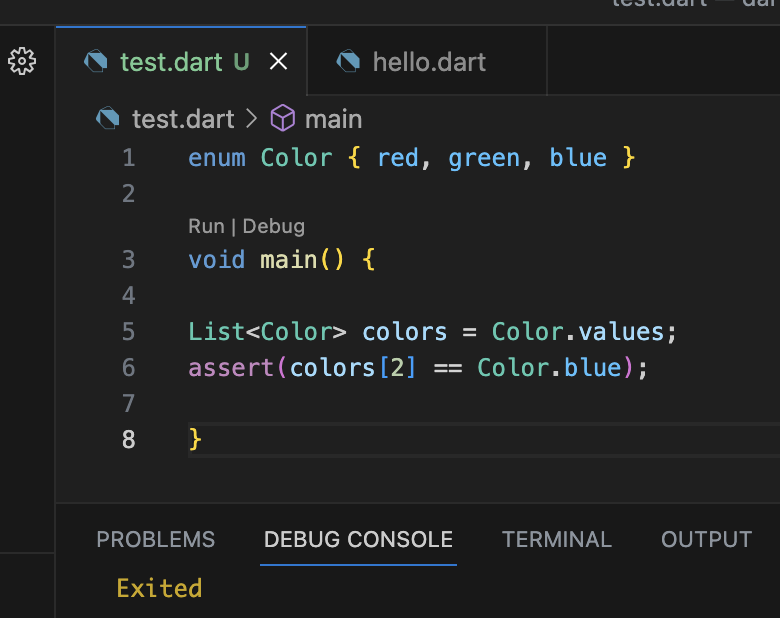 test.dart — dar
test.dart U × hello.dart
test.dart > main
1 enum Color { red, green, blue }
2
Run | Debug
3 void main() {
4
5 List<Color> colors = Color.values;
6 assert(colors[2] == Color.blue);
7
8 }
PROBLEMS DEBUG CONSOLE TERMINAL OUTPUT
Exited